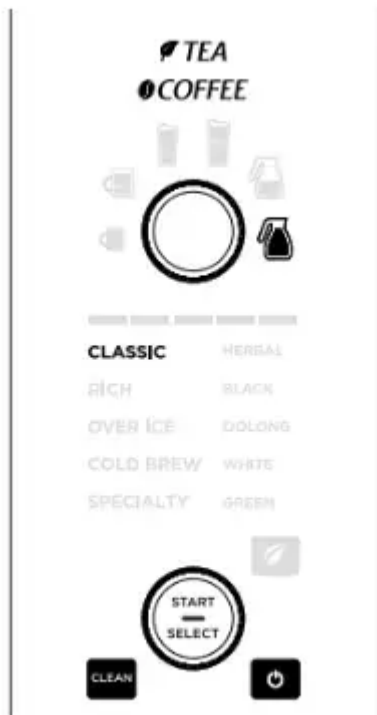 TEA
COFFEE
CLASSIC HERBAL
RICH BLACK
OVER ICE OOLONG
COLD BREW WHITE
SPECIALTY GREEN
START
SELECT
CLEAN